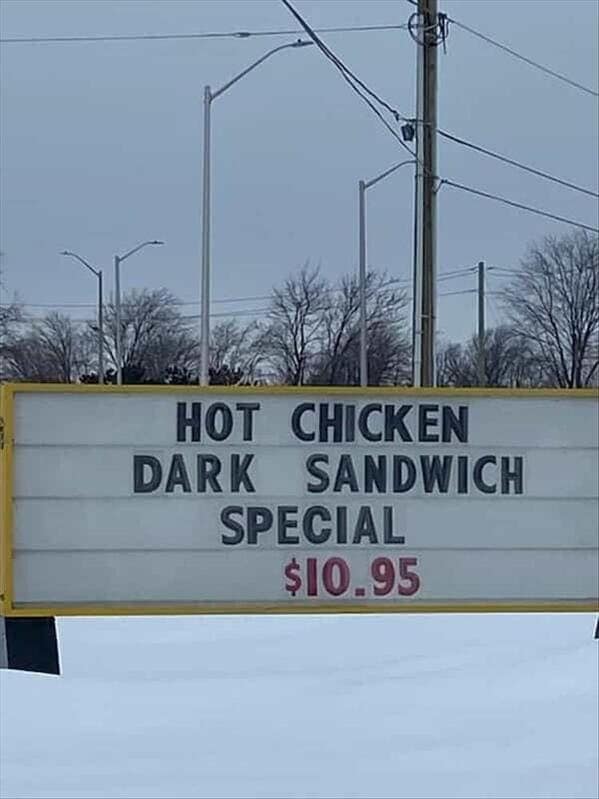 HOT CHICKEN
DARK SANDWICH
SPECIAL
$10.95